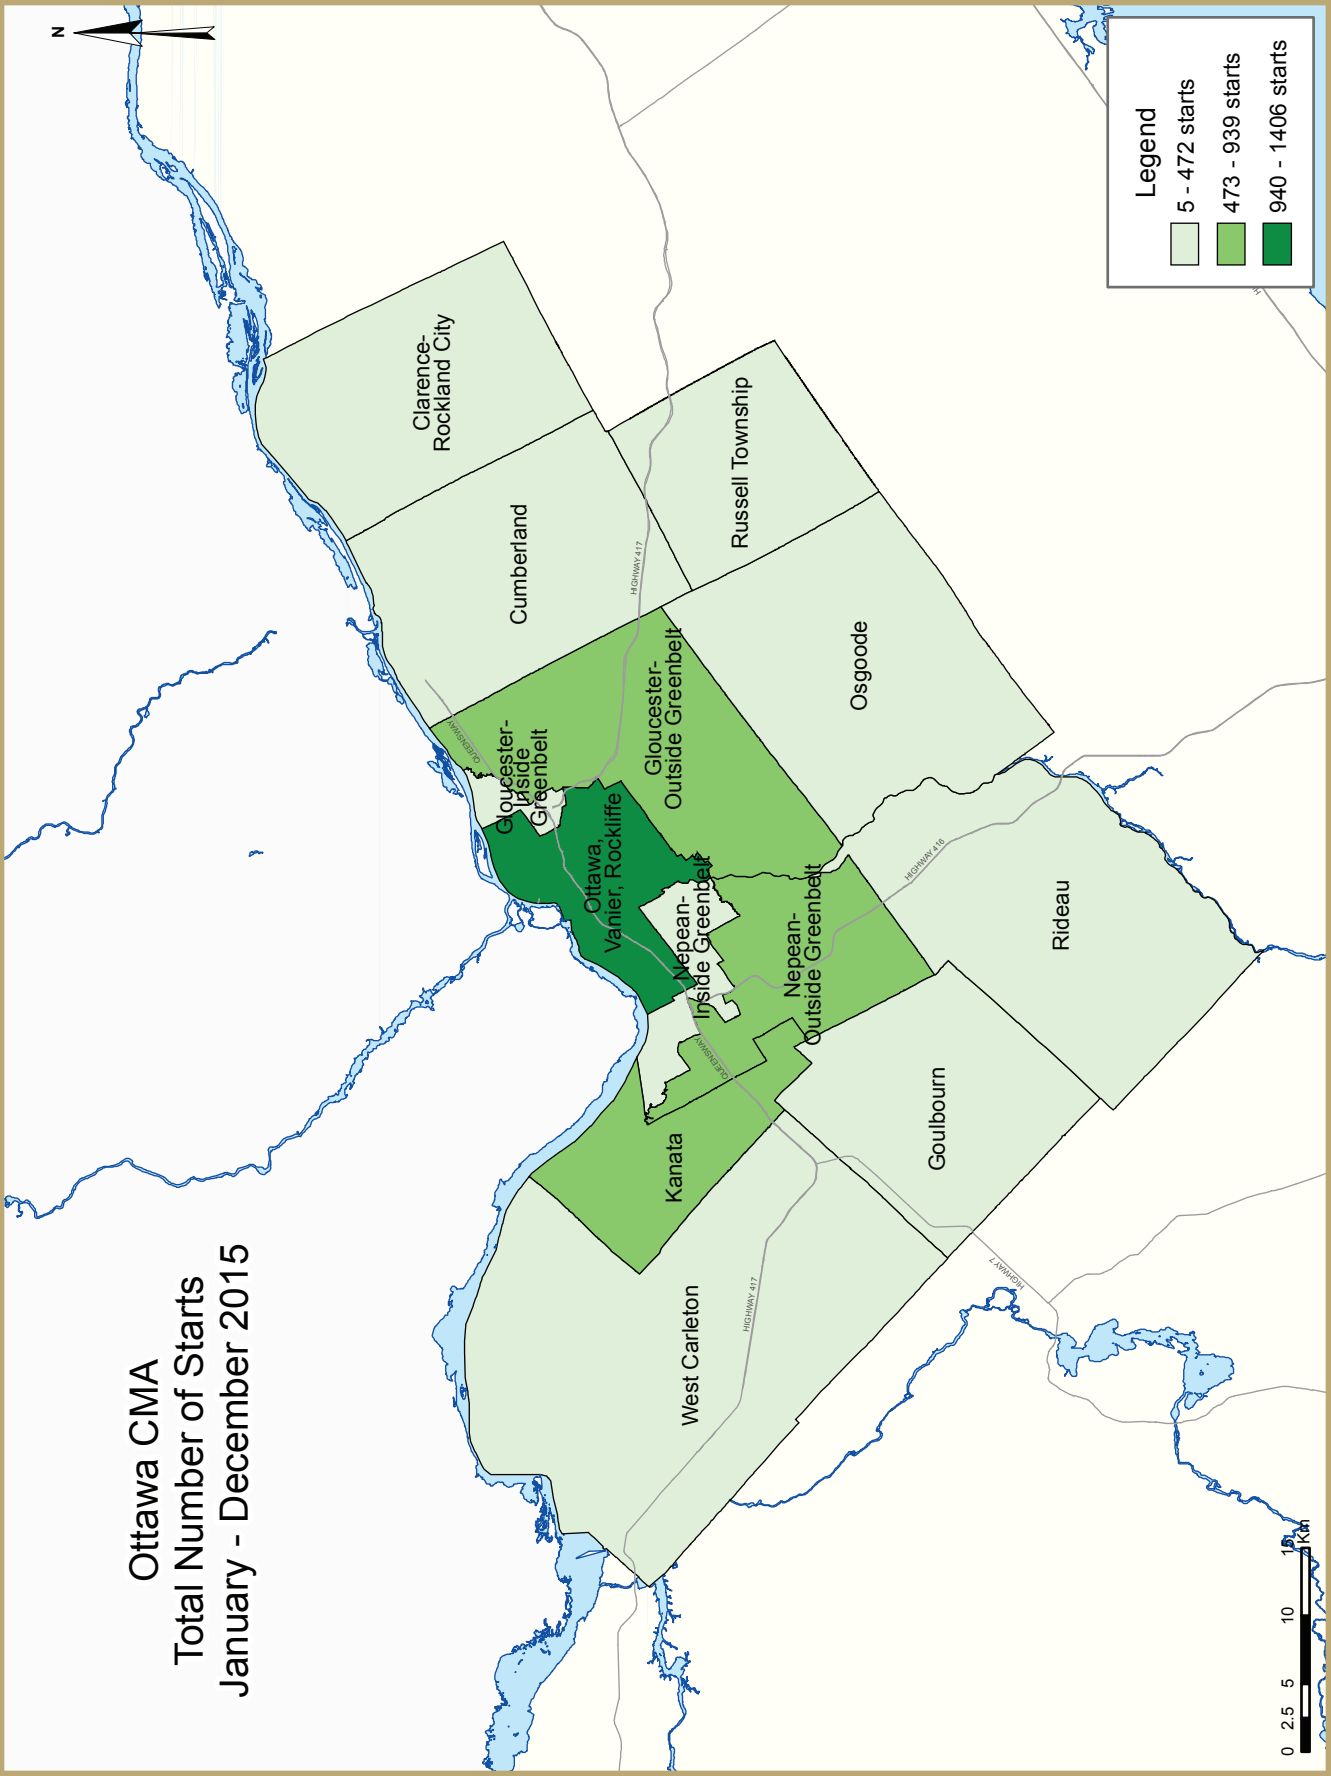 Ottawa CMA
Total Number of Starts
January - December 2015
N
Clarence-
Rockland City
Cumberland
Russell Township
HIGHWAY 417
QUEENSWAY
Gloucester-
Inside
Greenbelt
Gloucester-
Outside Greenbelt
Osgoode
Ottawa,
Vanier, Rockliffe
Nepean-
Inside Greenbelt
Nepean-
Outside Greenbelt
HIGHWAY 416
Rideau
QUEENSWAY
Kanata
Goulbourn
West Carleton
HIGHWAY 417
HIGHWAY 7
Legend
5 - 472 starts
473 - 939 starts
940 - 1406 starts
H
0 2.5 5 10 15
Km